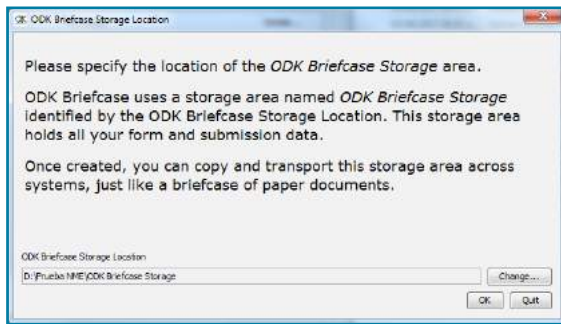 ODK Briefcase Storage Location
Please specify the location of the ODK Briefcase Storage area.
ODK Briefcase uses a storage area named ODK Briefcase Storage
identified by the ODK Briefcase Storage Location. This storage area
holds all your form and submission data.
Once created, you can copy and transport this storage area across
systems, just like a briefcase of paper documents.
ODK Briefcase Storage Location
D:\Prueba NME\ODK Briefcase Storage
Change...
OK Quit